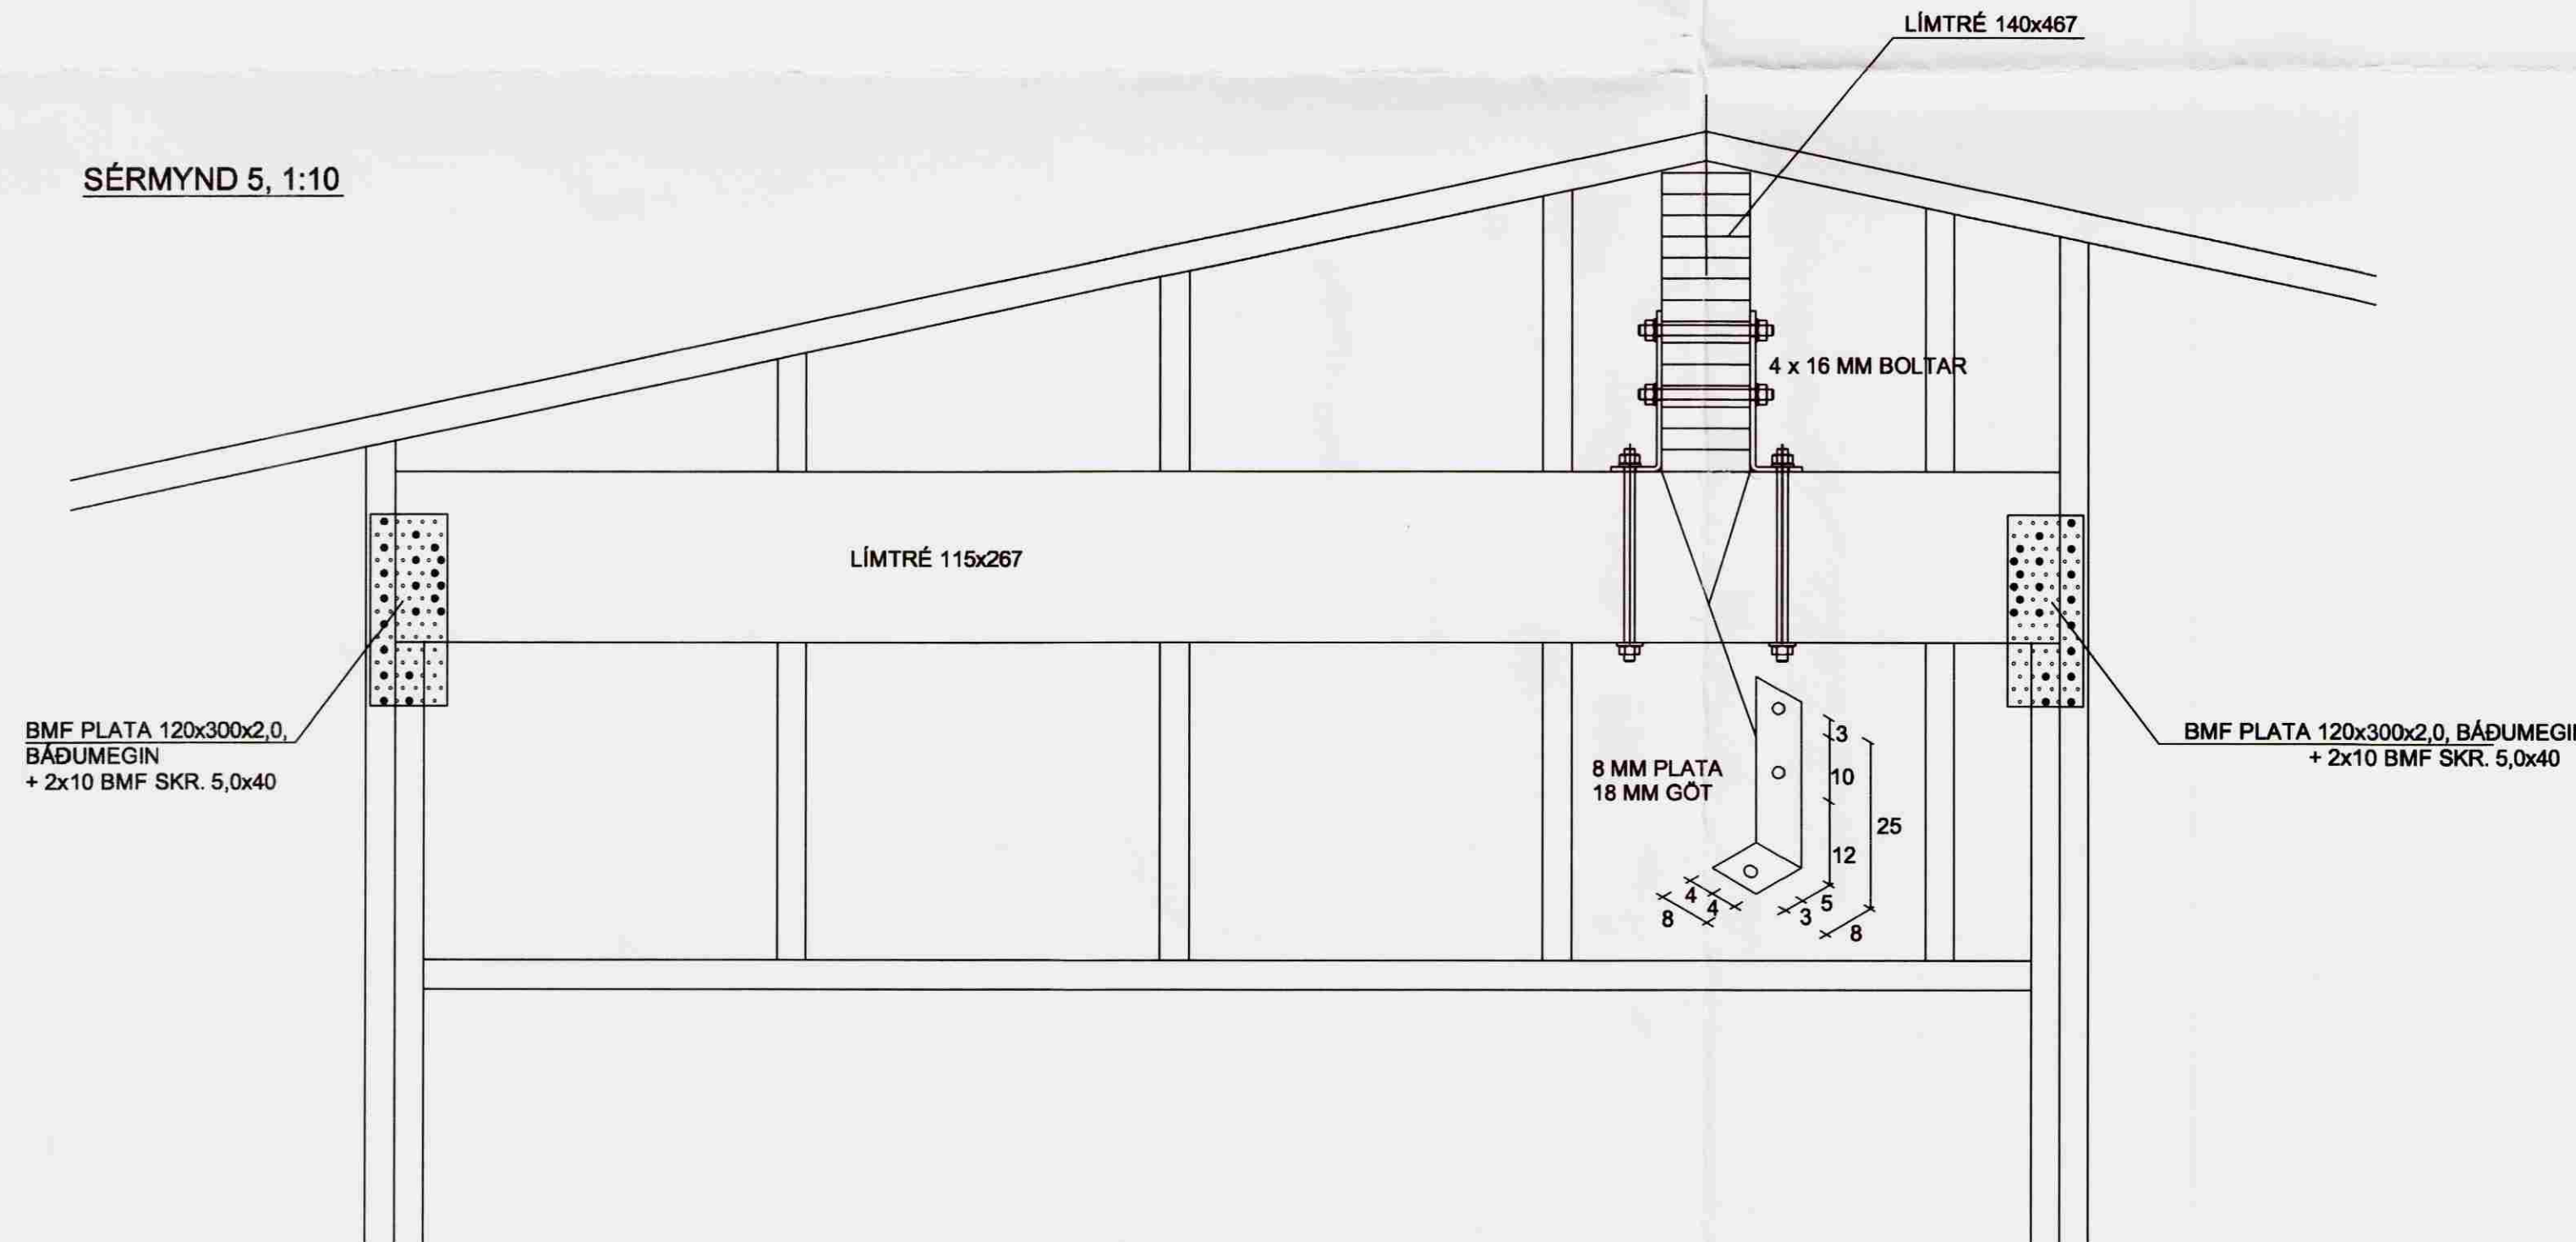 LÍMTRÉ 140x467
SÉRMYND 5, 1:10
4 x 16 MM BOLTAR
LÍMTRÉ 115x267
BMF PLATA 120x300x2,0,
BÁÐUMEGIN
+ 2x10 BMF SKR. 5,0x40
8 MM PLATA
18 MM GÖT
3
10
25
12
4
4
8
5
3
8
BMF PLATA 120x300x2,0, BÁÐUMEGI
+ 2x10 BMF SKR. 5,0x40